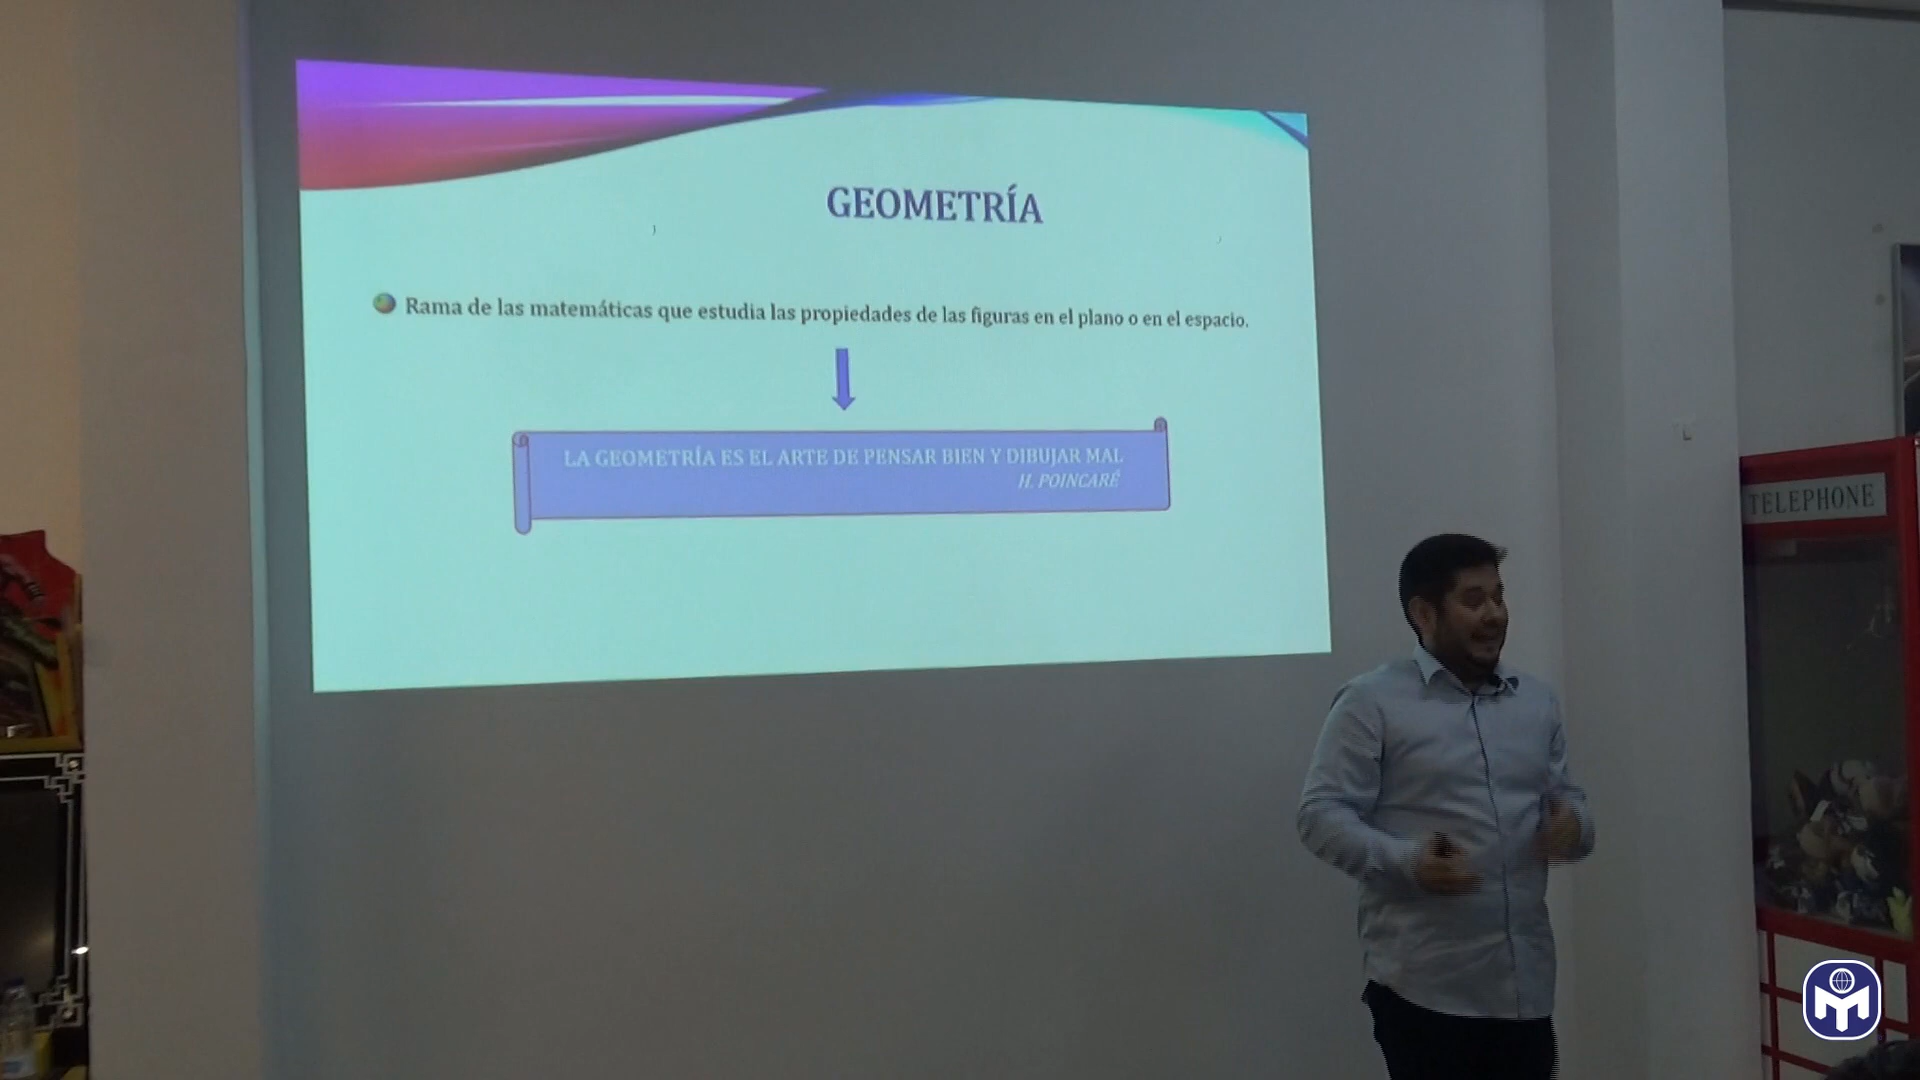 GEOMETRÍA
Rama de las matemáticas que estudia las propiedades de las figuras en el plano o en el espacio.
LA GEOMETRÍA ES EL ARTE DE PENSAR BIEN Y DIBUJAR MAL
H. POINCARÉ
TELEPHONE